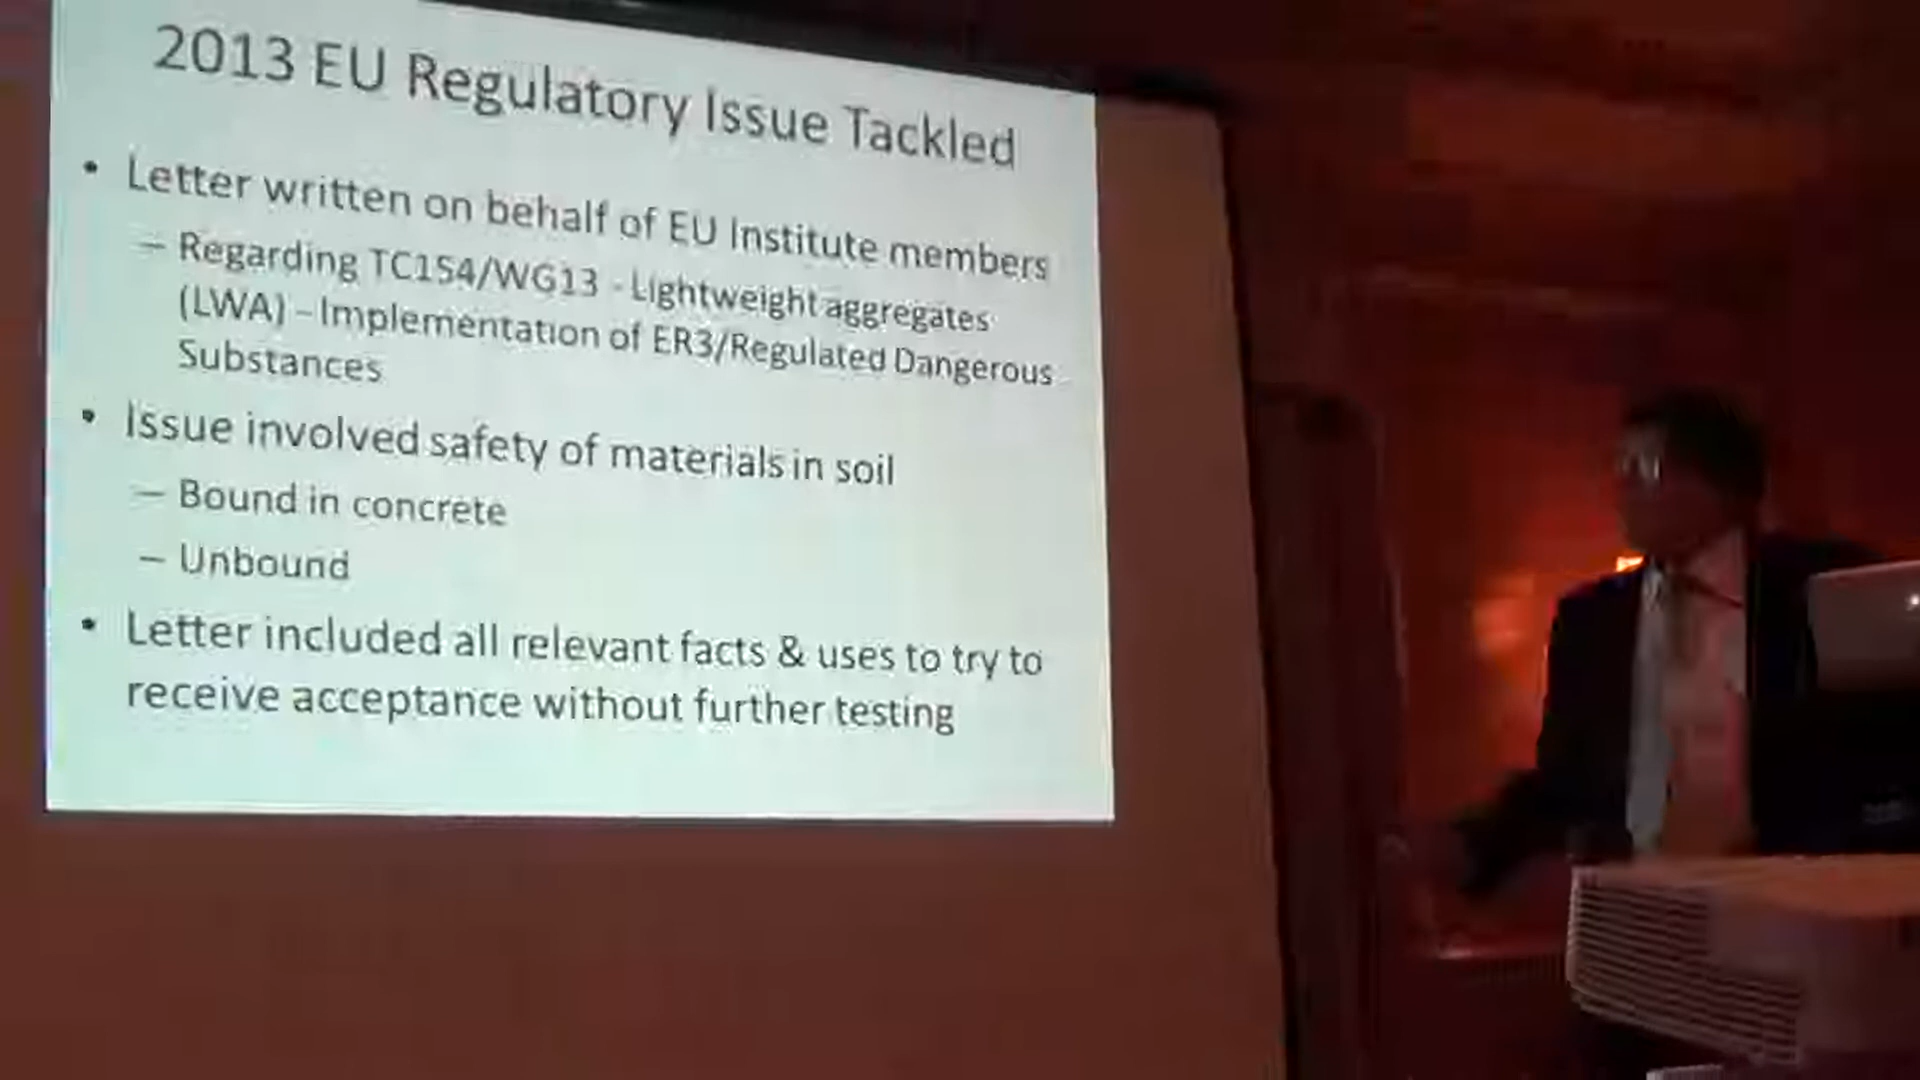 2013 EU Regulatory Issue Tackled
• Letter written on behalf of EU Institute members
– Regarding TC154/WG13 - Lightweight aggregates
(LWA) – Implementation of ER3/Regulated Dangerous
Substances
• Issue involved safety of materials in soil
– Bound in concrete
– Unbound
• Letter included all relevant facts & uses to try to
receive acceptance without further testing